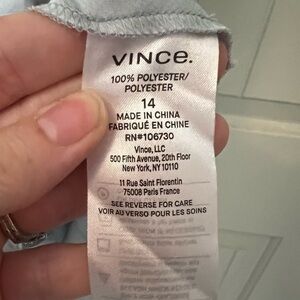 VINCE.
100% POLYESTER/
POLYESTER
14
MADE IN CHINA
FABRIQUÉ EN CHINE
RN#106730
Vince, LLC
500 Fifth Avenue, 20th Floor
New York, NY 10110
11 Rue Saint Florentin
75008 Paris France
SEE REVERSE FOR CARE
VOIR AU VERSO POUR LES SOINS